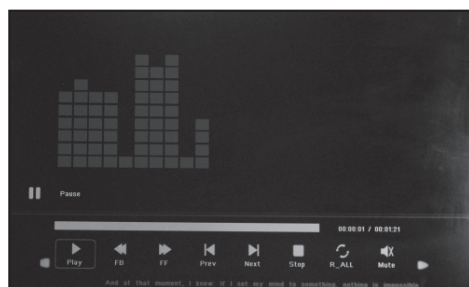 Pause
00:00:01 / 00:01:21
Play FB FF Prev Next Stop R_ALL Mute
And at that moment, I knew if I set my mind to something, nothing is impossible